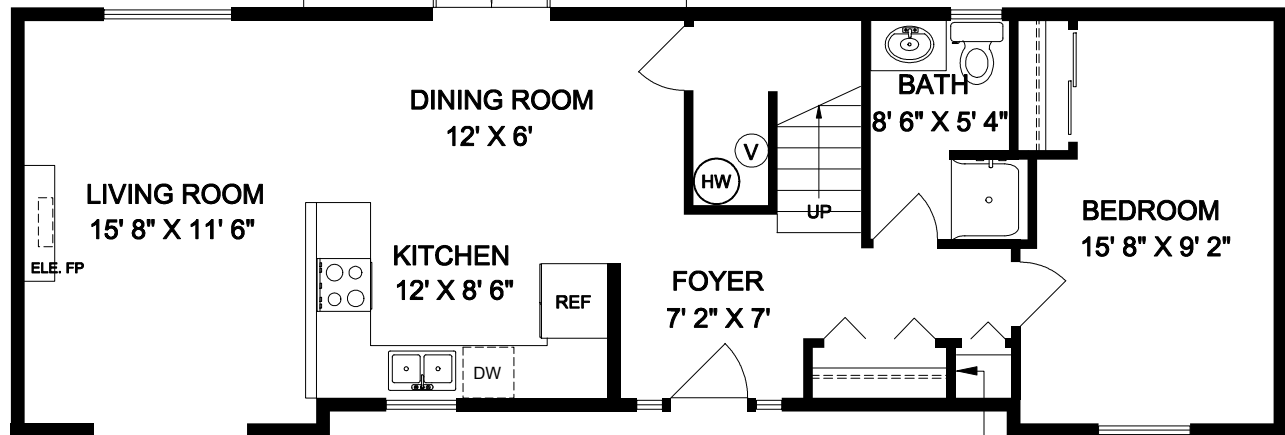 DINING ROOM
12' X 6'
BATH
8' 6" X 5' 4"
V
HW
UP
LIVING ROOM
15' 8" X 11' 6"
ELE. FP
KITCHEN
12' X 8' 6"
REF
DW
FOYER
7' 2" X 7'
BEDROOM
15' 8" X 9' 2"